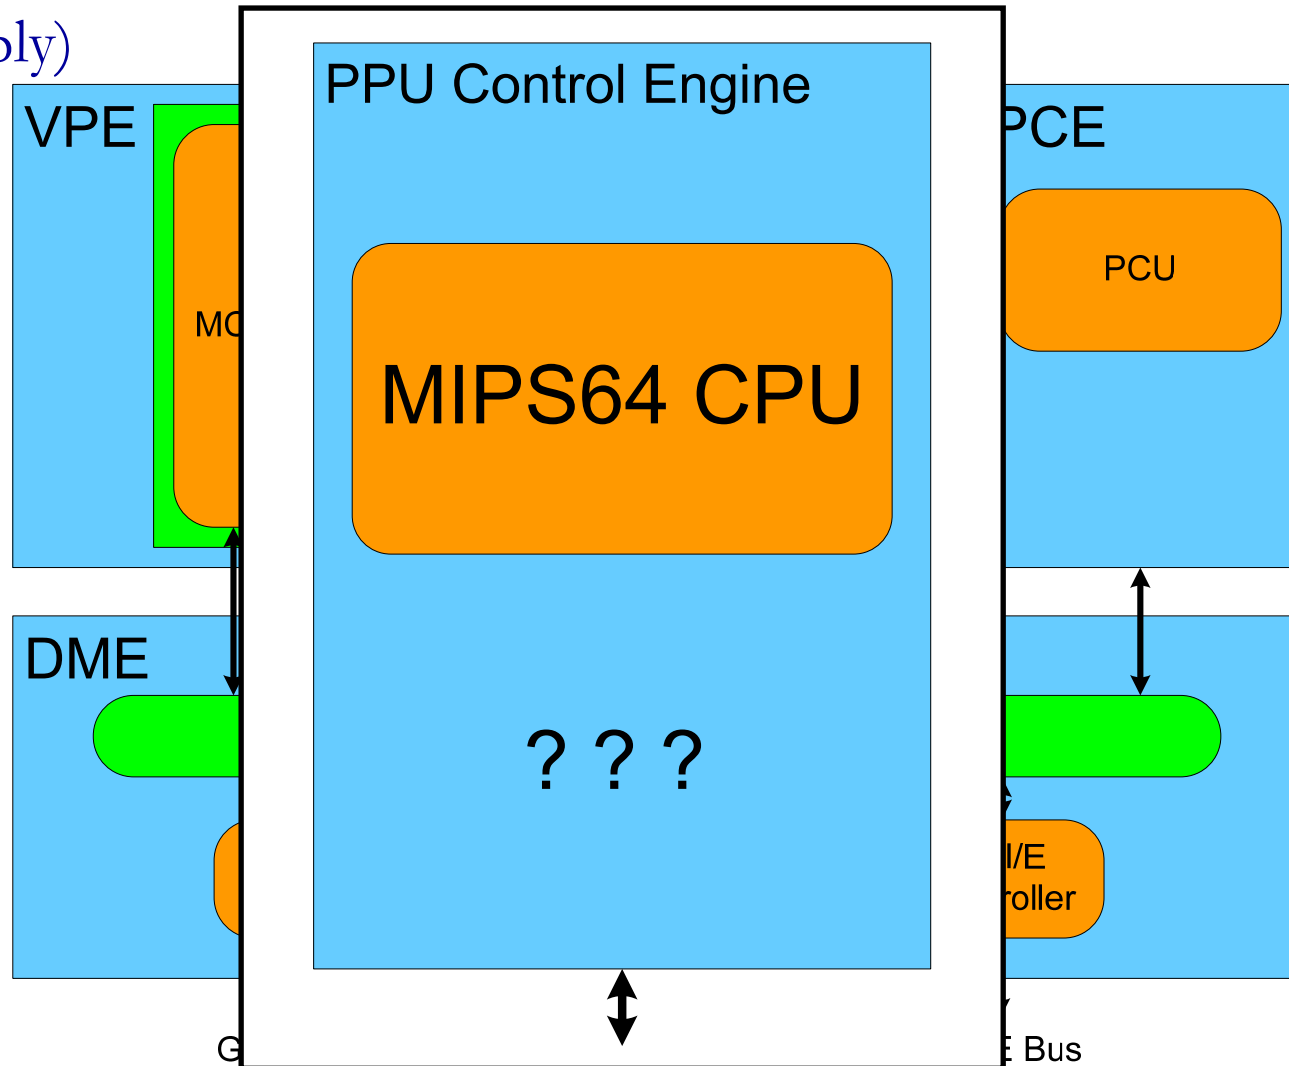 PPU Control Engine
VPE
PCE
PCU
MIPS64 CPU
DME
? ? ?
I/E
Bus